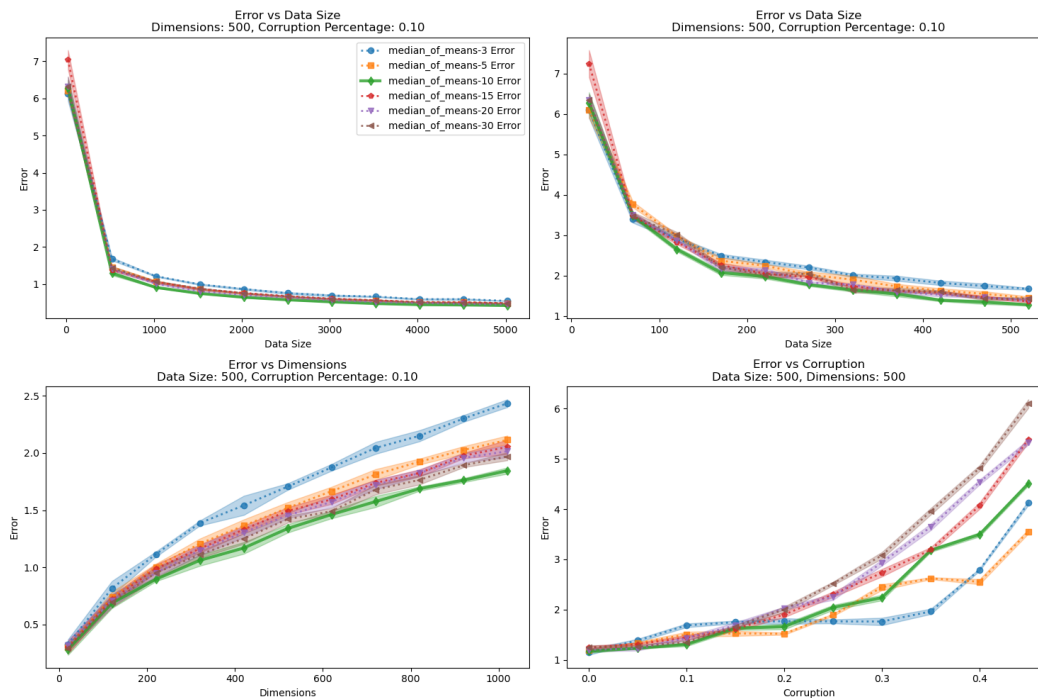 Error vs Data Size
Dimensions: 500, Corruption Percentage: 0.10
7
6
5
4
3
2
1
Error
0
1000
2000
3000
4000
5000
Data Size
median_of_means-3 Error
median_of_means-5 Error
median_of_means-10 Error
median_of_means-15 Error
median_of_means-20 Error
median_of_means-30 Error
Error vs Data Size
Dimensions: 500, Corruption Percentage: 0.10
7
6
5
4
3
2
1
Error
0
100
200
300
400
500
Data Size
Error vs Dimensions
Data Size: 500, Corruption Percentage: 0.10
2.5
2.0
1.5
1.0
0.5
Error
0
200
400
600
800
1000
Dimensions
Error vs Corruption
Data Size: 500, Dimensions: 500
6
5
4
3
2
1
Error
0.0
0.1
0.2
0.3
0.4
Corruption